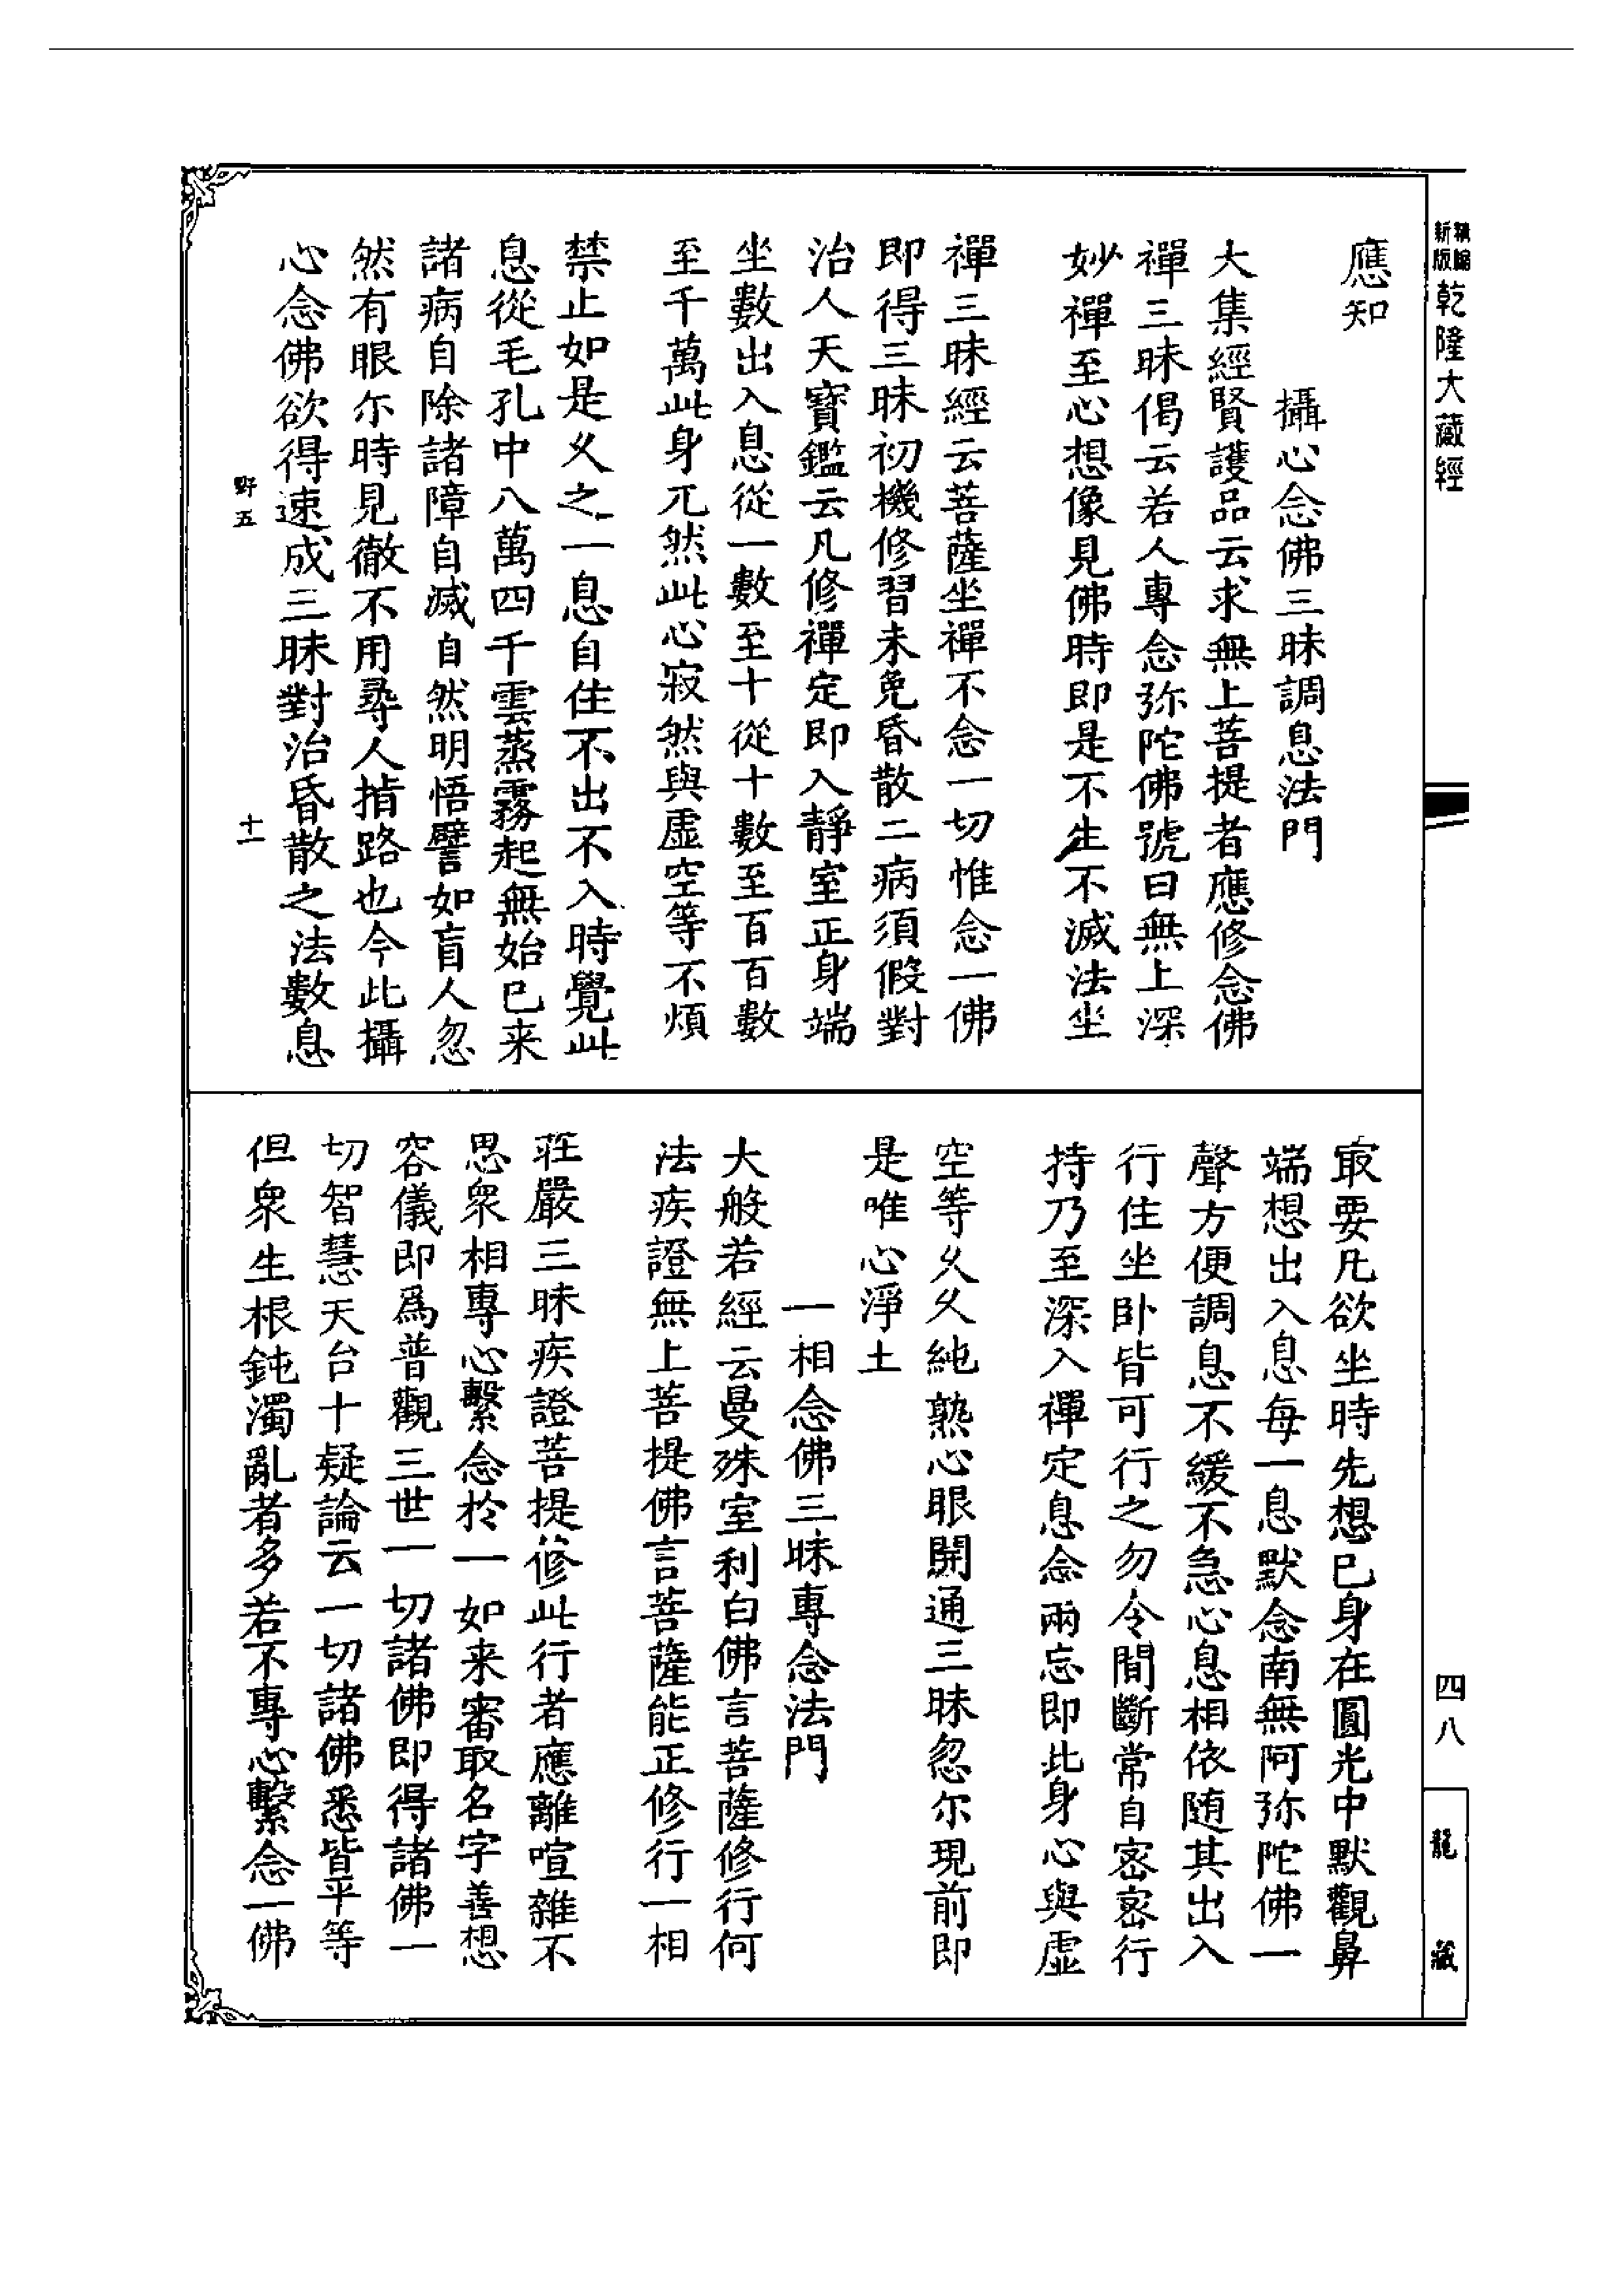 新版
精編
乾隆大藏經
應知
攝心念佛三昧調息法門
大集經賢護品云求無上菩提者應修念佛
禪三昧偈云若人專念弥陀佛號曰無上深
妙禪至心想像見佛時即是不生不滅法坐
禪三昧經云菩薩坐禪不念一切惟念一佛
即得三昧初機修習未免昏散二病須假對
治人天寶鑑云凡修禪定即入靜室正身端
坐數出入息從一數至十從十數至百百數
至千萬此身兀然此心寂然與虛空等不煩
禁止如是乆之一息自住不出不入時覺此
息從毛孔中八萬四千雲蒸霧起無始已来
諸病自除諸障自滅自然明悟譬如盲人忽
然有眼尔時見徹不用尋人指路也今此攝
心念佛欲得速成三昧對治昏散之法數息
野五
十一
㝡要凡欲坐時先想己身在圓光中默觀鼻
端想出入息每一息默念南無阿弥陀佛一
聲方便調息不緩不急心息相依随其出入
行住坐卧皆可行之勿令間斷常自密密行
持乃至深入禪定息念兩忘即此身心與虛
空等乆乆純熟心眼開通三昧忽尔現前即
是唯心淨土
一相念佛三昧專念法門
大般若經云曼殊室利白佛言菩薩修行何
法疾證無上菩提佛言菩薩能正修行一相
莊嚴三昧疾證菩提修此行者應離喧雜不
思衆相專心繫念於一如来審取名字善想
容儀即爲普觀三世一切諸佛即得諸佛一
切智慧天台十疑論云一切諸佛悉皆平等
但衆生根鈍濁亂者多若不專心繫念一佛
四八
龍藏